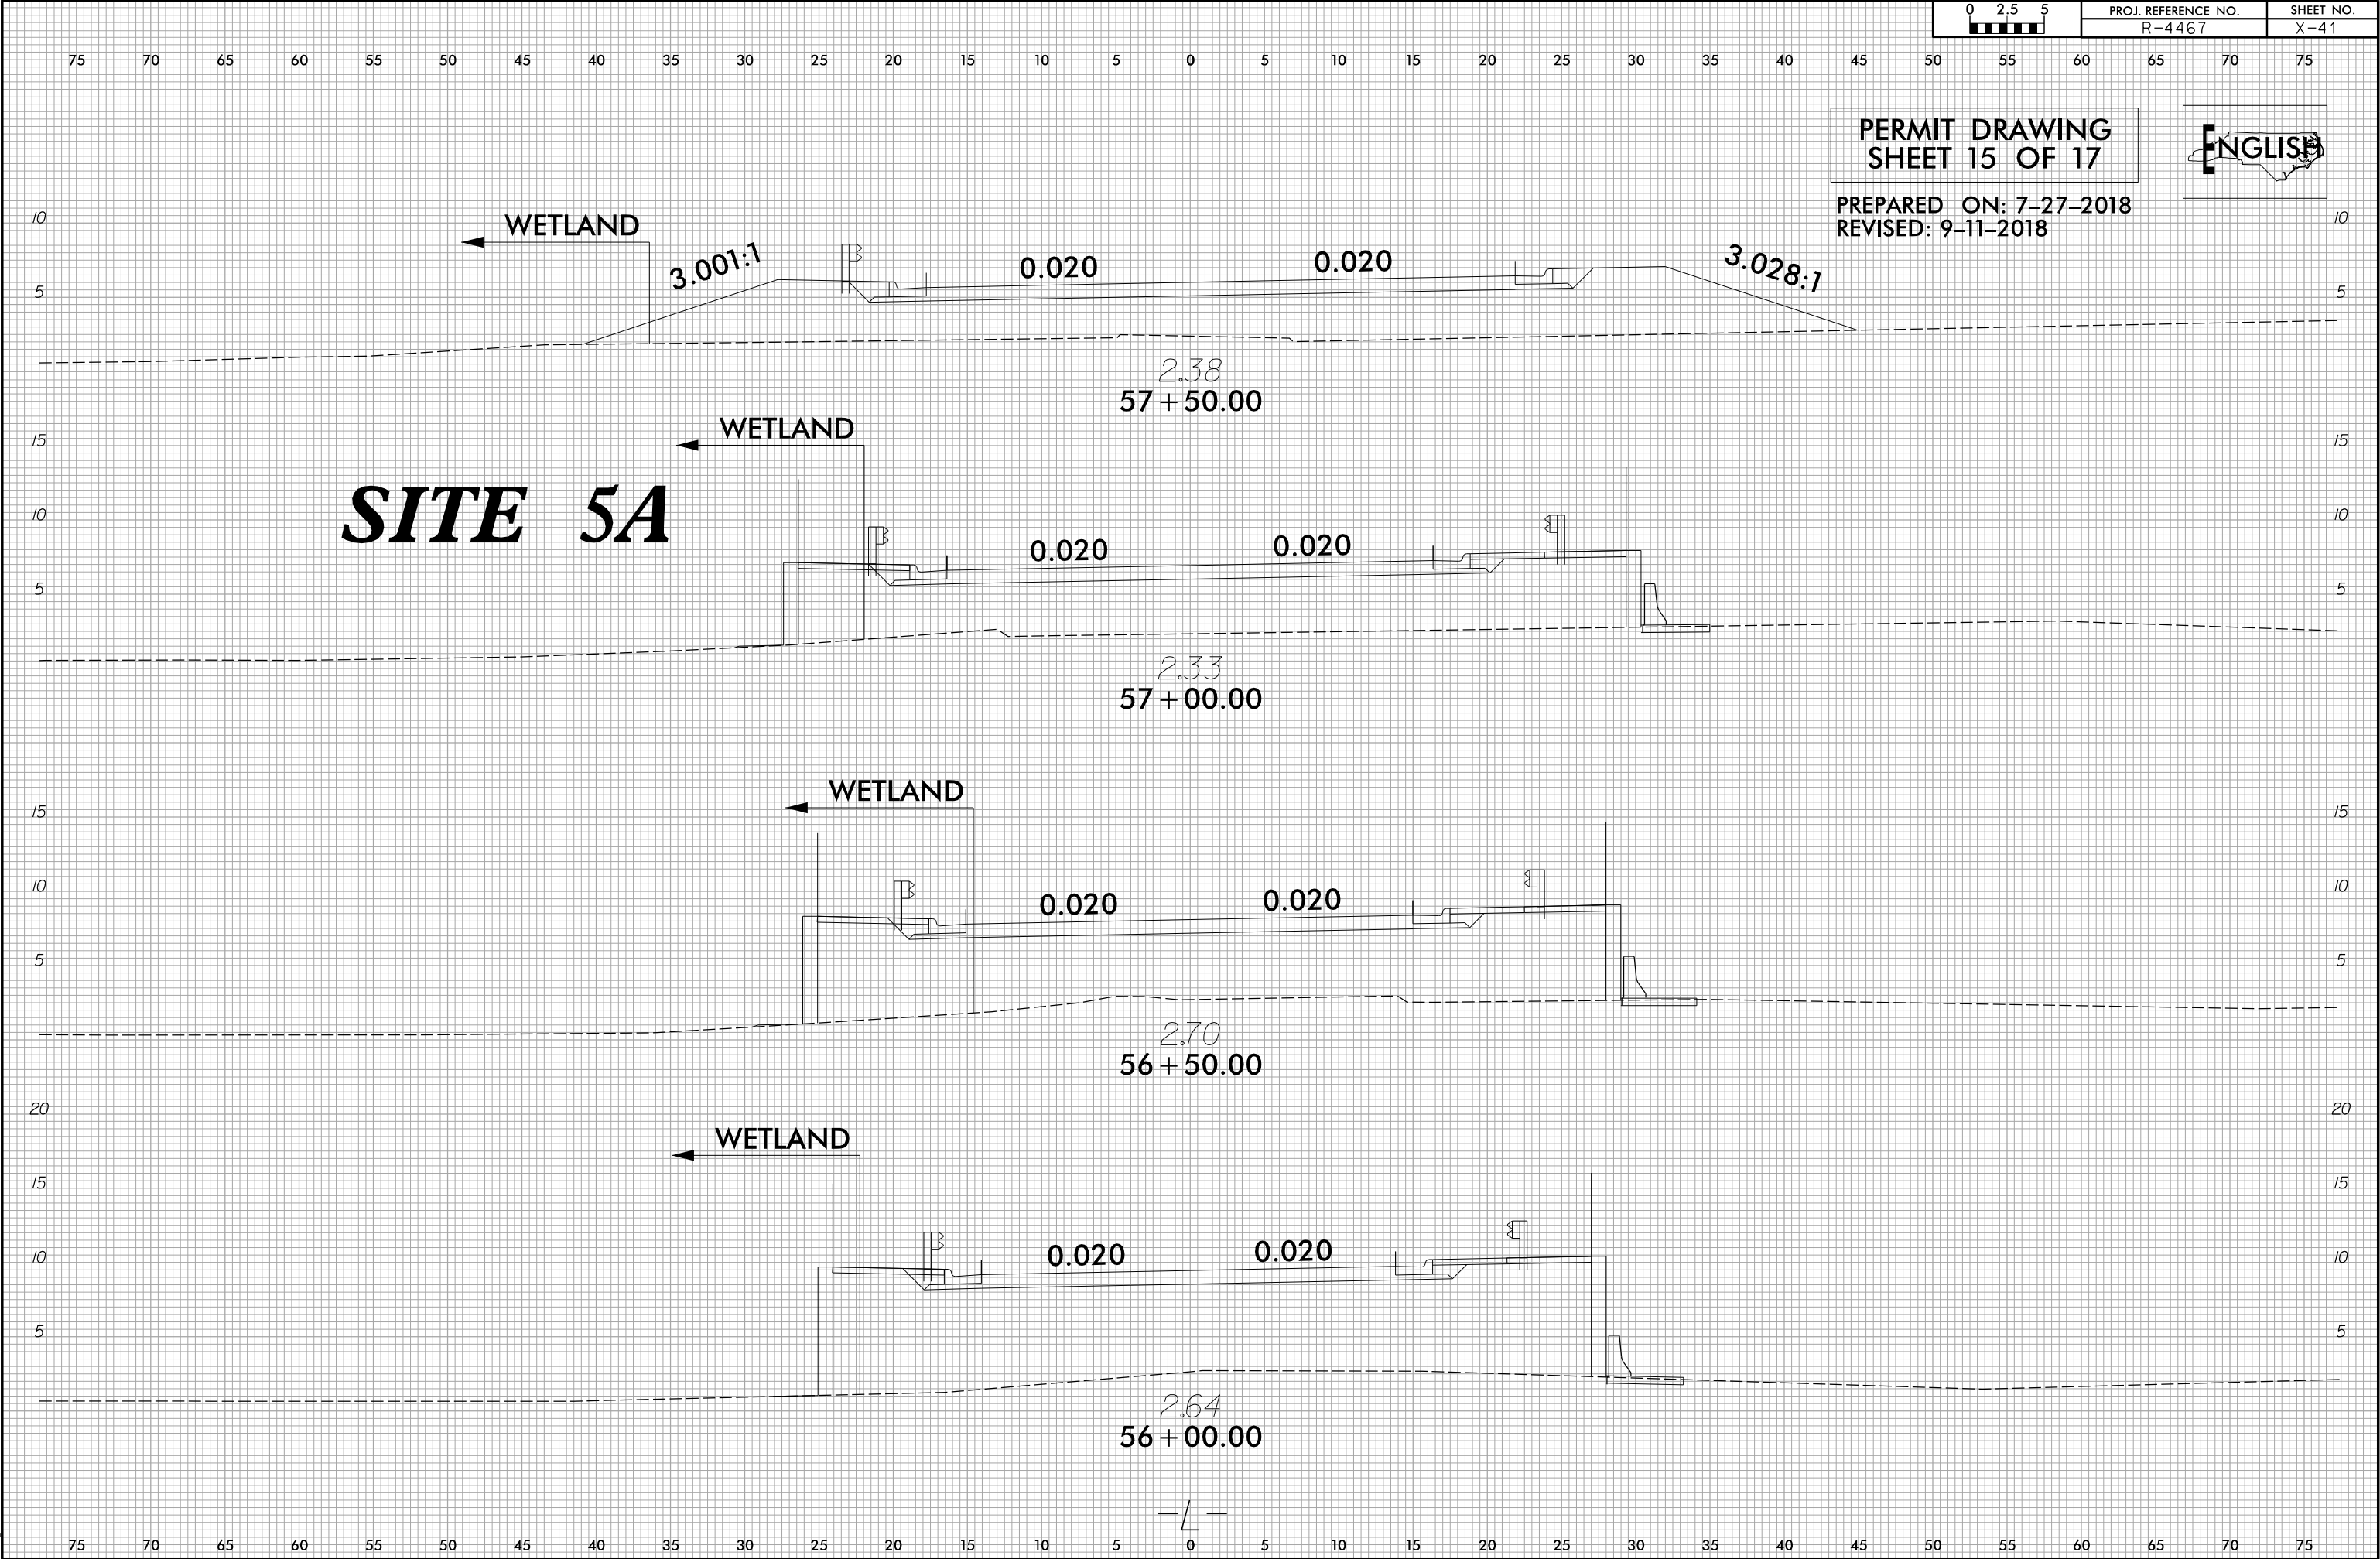 0 2.5 5
PROJ. REFERENCE NO.
SHEET NO.
R-4467
X-41
75 70 65 60 55 50 45 40 35 30 25 20 15 10 5 0 5 10 15 20 25 30 35 40 45 50 55 60 65 70 75
PERMIT DRAWING
SHEET 15 OF 17
ENGLISH
PREPARED ON: 7-27-2018
REVISED: 9-11-2018
10
10
WETLAND
3.001:1
0.020
0.020
3.028:1
5
5
2.38
57+50.00
WETLAND
15
15
SITE 5A
10
10
0.020
0.020
5
5
2.33
57+00.00
WETLAND
15
15
10
10
0.020
0.020
5
5
2.70
56+50.00
20
20
WETLAND
15
15
10
10
0.020
0.020
5
5
2.64
56+00.00
-L-
75 70 65 60 55 50 45 40 35 30 25 20 15 10 5 0 5 10 15 20 25 30 35 40 45 50 55 60 65 70 75